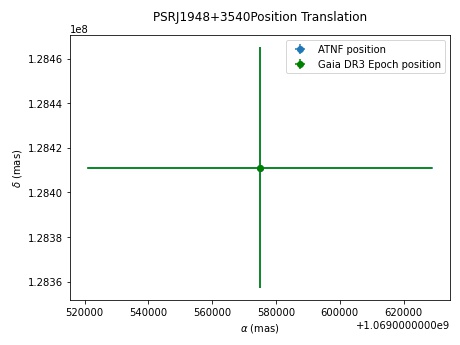 PSRJ1948+3540Position Translation
1e8
ATNF position
Gaia DR3 Epoch position
1.2846
1.2844
1.2842
1.2840
1.2838
1.2836
δ (mas)
520000 540000 560000 580000 600000 620000
α (mas)
+1.0690000000e9